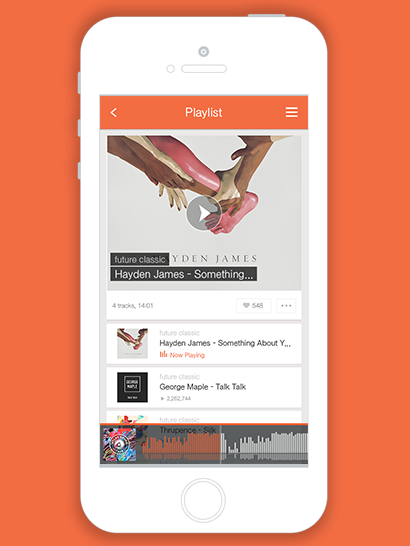 Playlist
HAYDEN JAMES
future classic
Hayden James - Something...
4 tracks, 14:01
548
future classic
Hayden James - Something About Y...
Now Playing
GEORGE
MAPLE
future classic
George Maple - Talk Talk
2,262,744
future classic
Thrupence - Silk